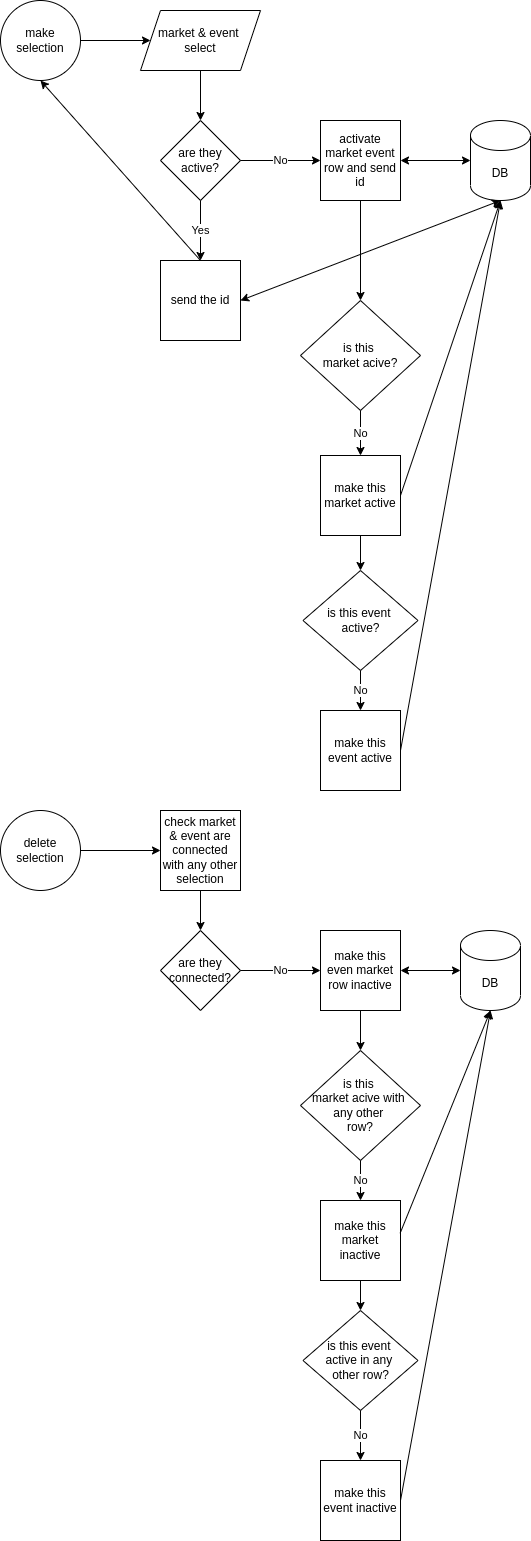 make
selection
market & event
select
are they
active?
No
activate
market event
row and send
id
DB
Yes
send the id
is this
market acive?
No
make this
market active
is this event
active?
No
make this
event active
delete
selection
check market
& event are
connected
with any other
selection
are they
connected?
No
make this
even market
row inactive
DB
is this
market acive with
any other
row?
No
make this
market
inactive
is this event
active in any
other row?
No
make this
event inactive